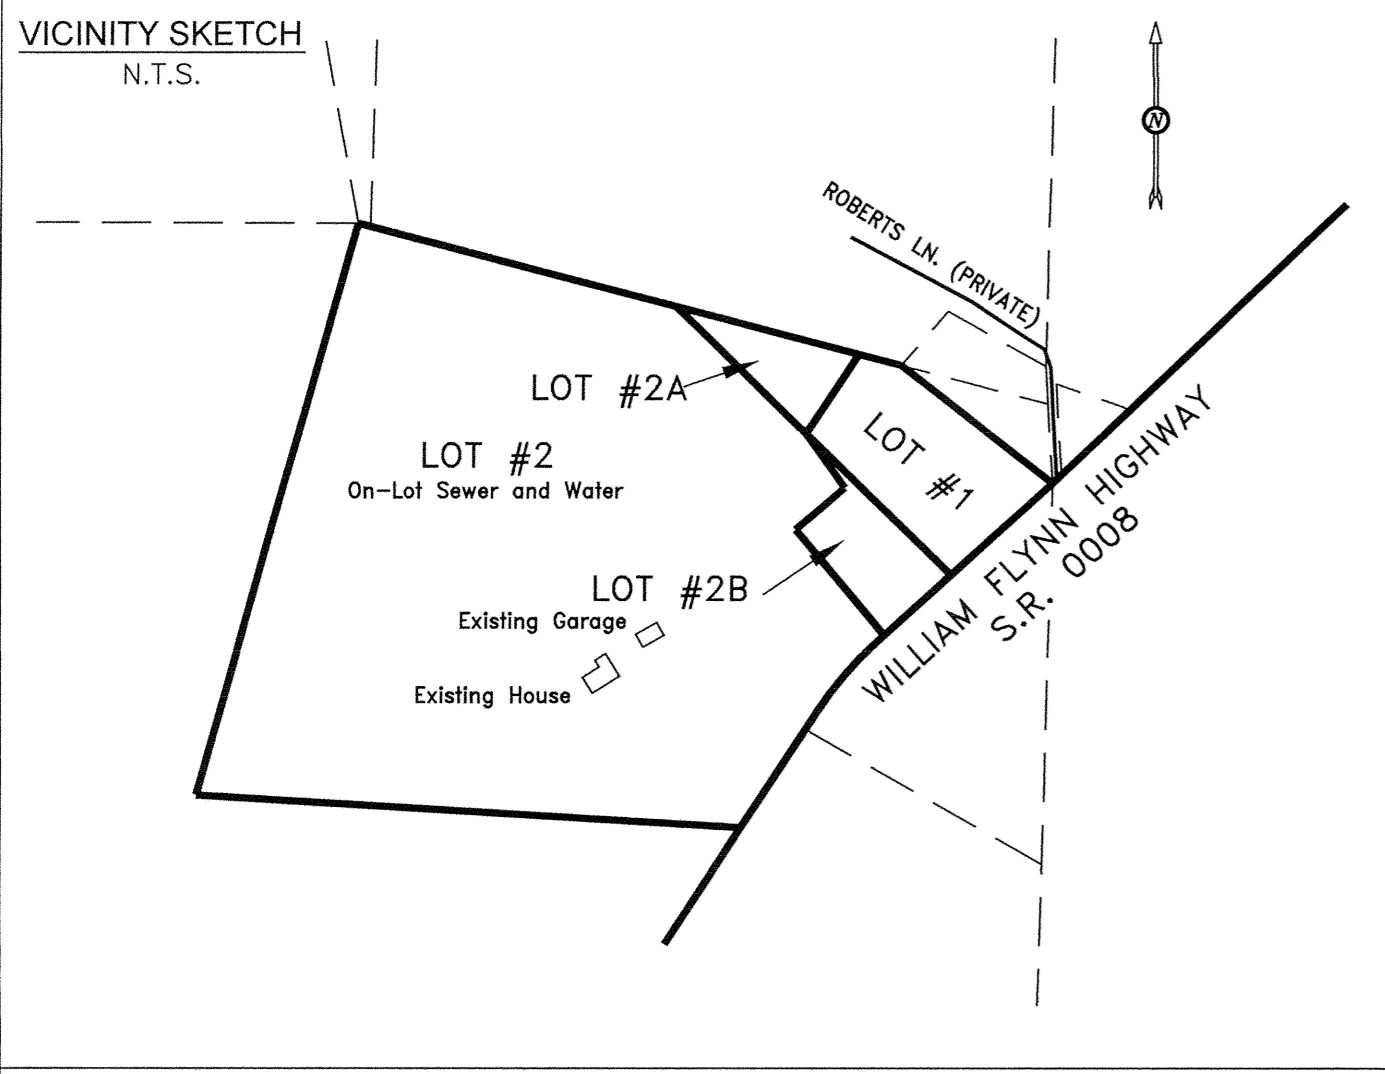 VICINITY SKETCH
N.T.S.
N
ROBERTS LN. (PRIVATE)
LOT #2A
LOT #1
LOT #2
On-Lot Sewer and Water
LOT #2B
Existing Garage
Existing House
WILLIAM FLYNN HIGHWAY
S.R. 0008